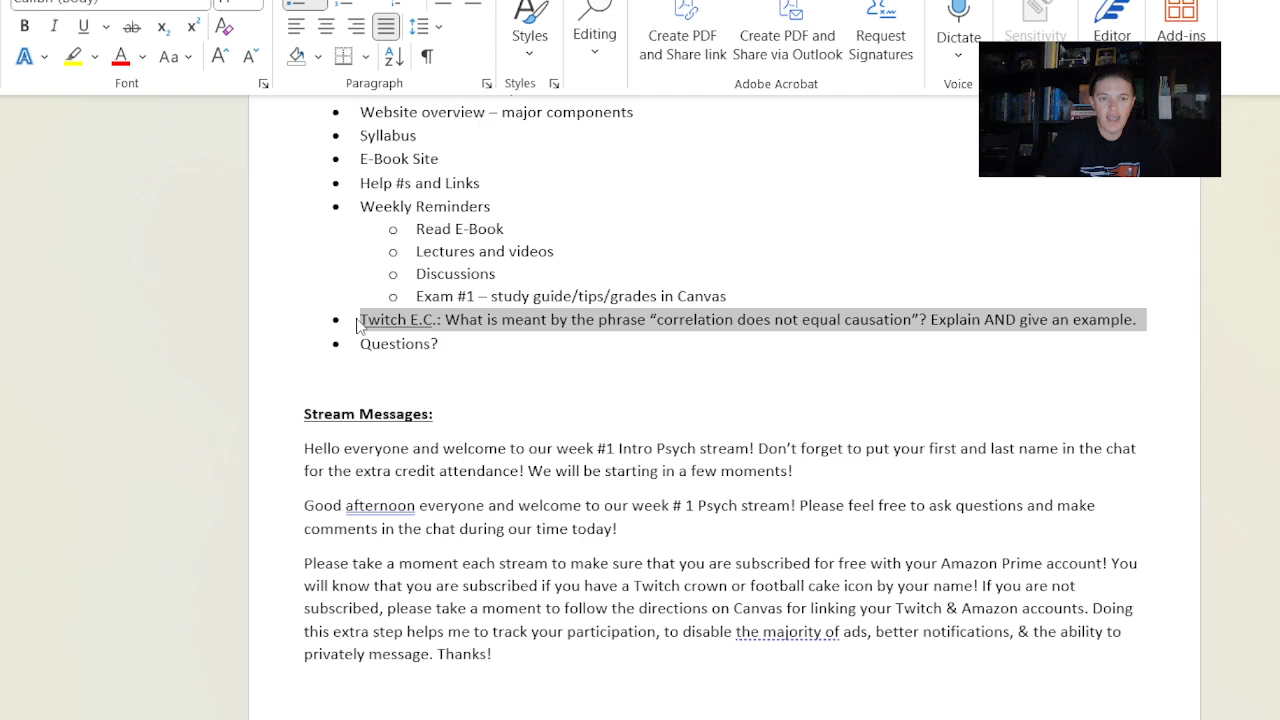 Calibri (Body)
11
B I U ab x₂ x²
A A Aa A A
Font
Paragraph
Styles
Styles
Editing
Create PDF and Share link
Create PDF and Share via Outlook
Request Signatures
Adobe Acrobat
Dictate
Voice
Sensitivity
Editor
Add-ins
• Website overview – major components
• Syllabus
• E-Book Site
• Help #s and Links
• Weekly Reminders
o Read E-Book
o Lectures and videos
o Discussions
o Exam #1 – study guide/tips/grades in Canvas
• Twitch E.C.: What is meant by the phrase “correlation does not equal causation”? Explain AND give an example.
• Questions?
Stream Messages:
Hello everyone and welcome to our week #1 Intro Psych stream! Don’t forget to put your first and last name in the chat
for the extra credit attendance! We will be starting in a few moments!
Good afternoon everyone and welcome to our week # 1 Psych stream! Please feel free to ask questions and make
comments in the chat during our time today!
Please take a moment each stream to make sure that you are subscribed for free with your Amazon Prime account! You
will know that you are subscribed if you have a Twitch crown or football cake icon by your name! If you are not
subscribed, please take a moment to follow the directions on Canvas for linking your Twitch & Amazon accounts. Doing
this extra step helps me to track your participation, to disable the majority of ads, better notifications, & the ability to
privately message. Thanks!